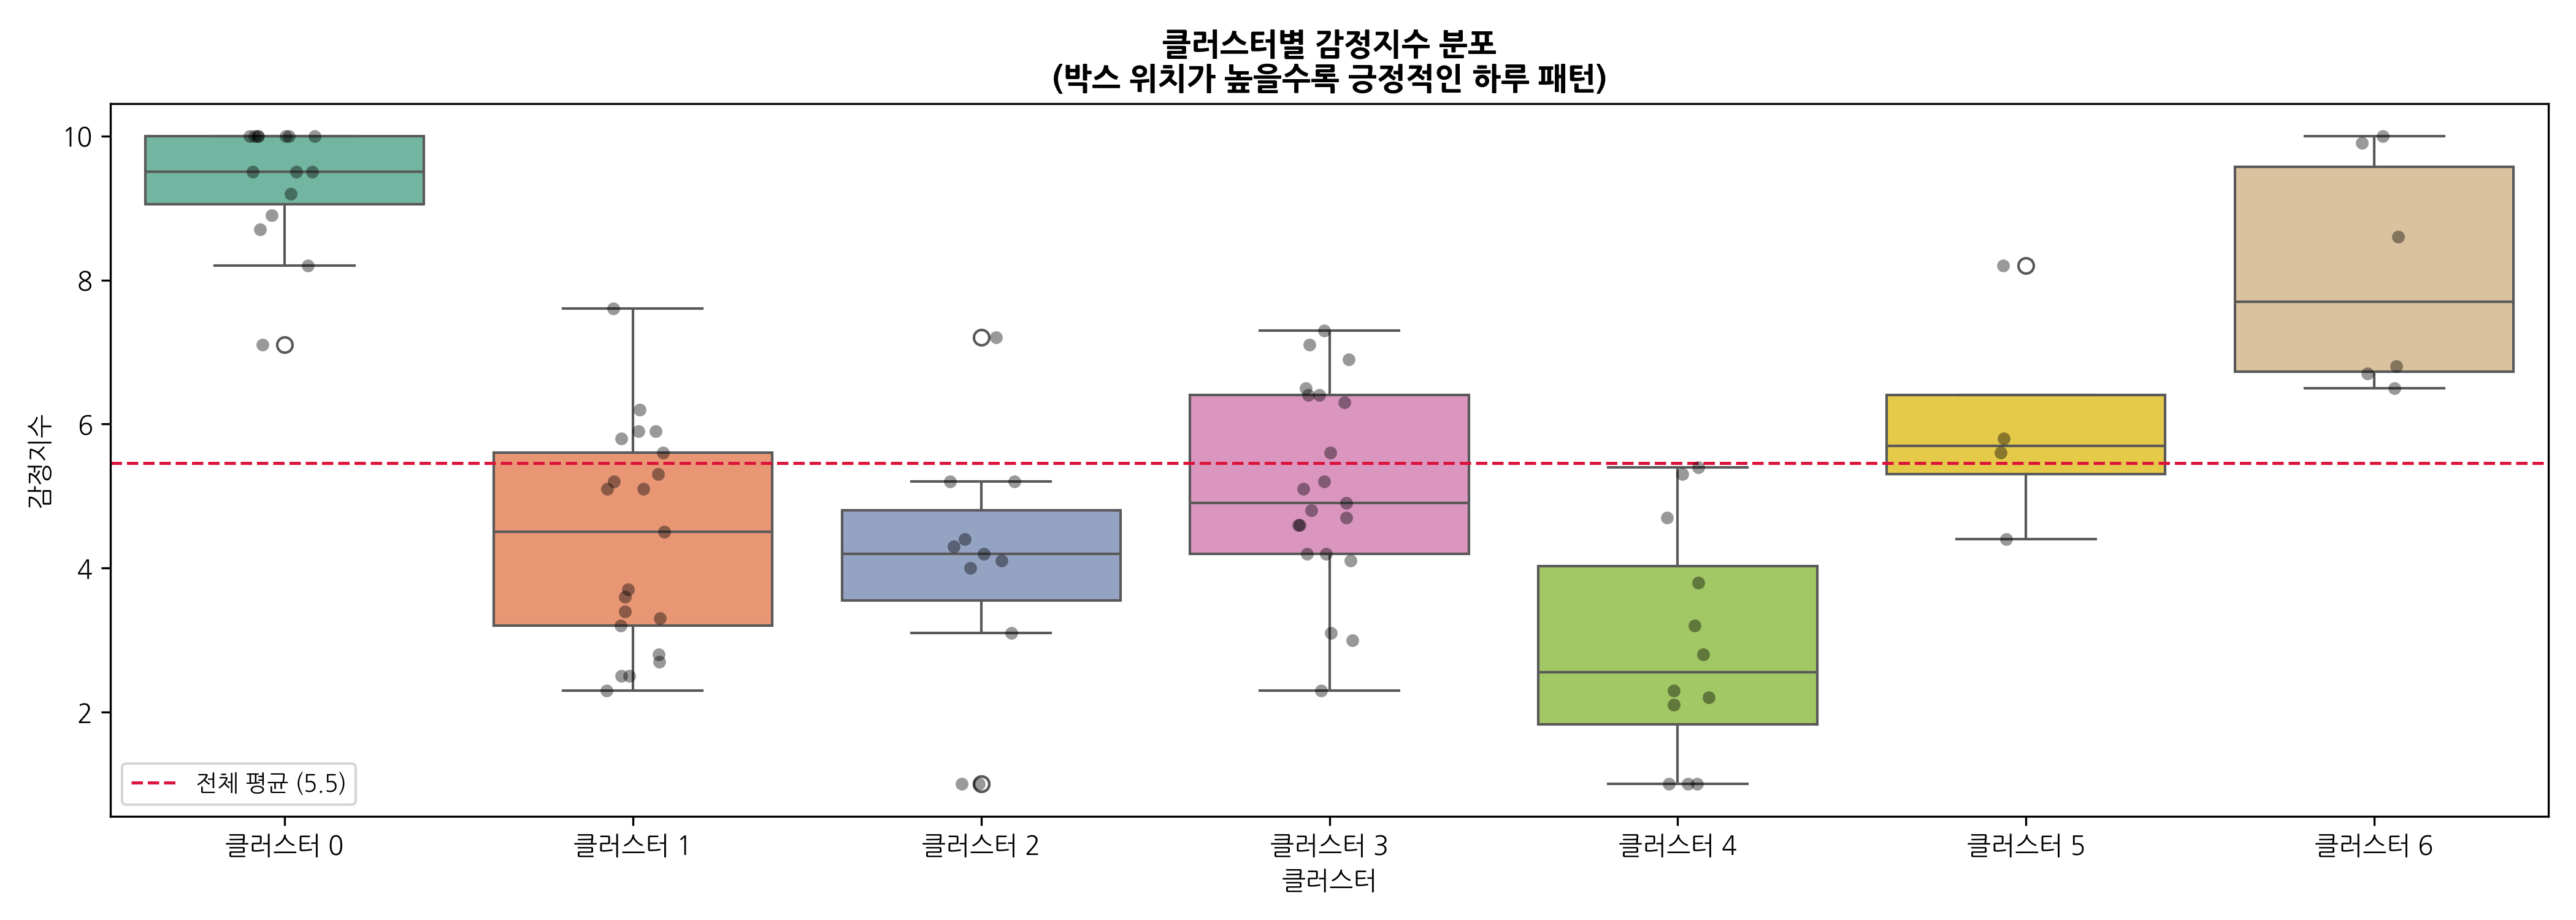 클러스터별 감정지수 분포
(박스 위치가 높을수록 긍정적인 하루 패턴)
감정지수
10
8
6
4
2
전체 평균 (5.5)
클러스터 0
클러스터 1
클러스터 2
클러스터 3
클러스터 4
클러스터 5
클러스터 6
클러스터